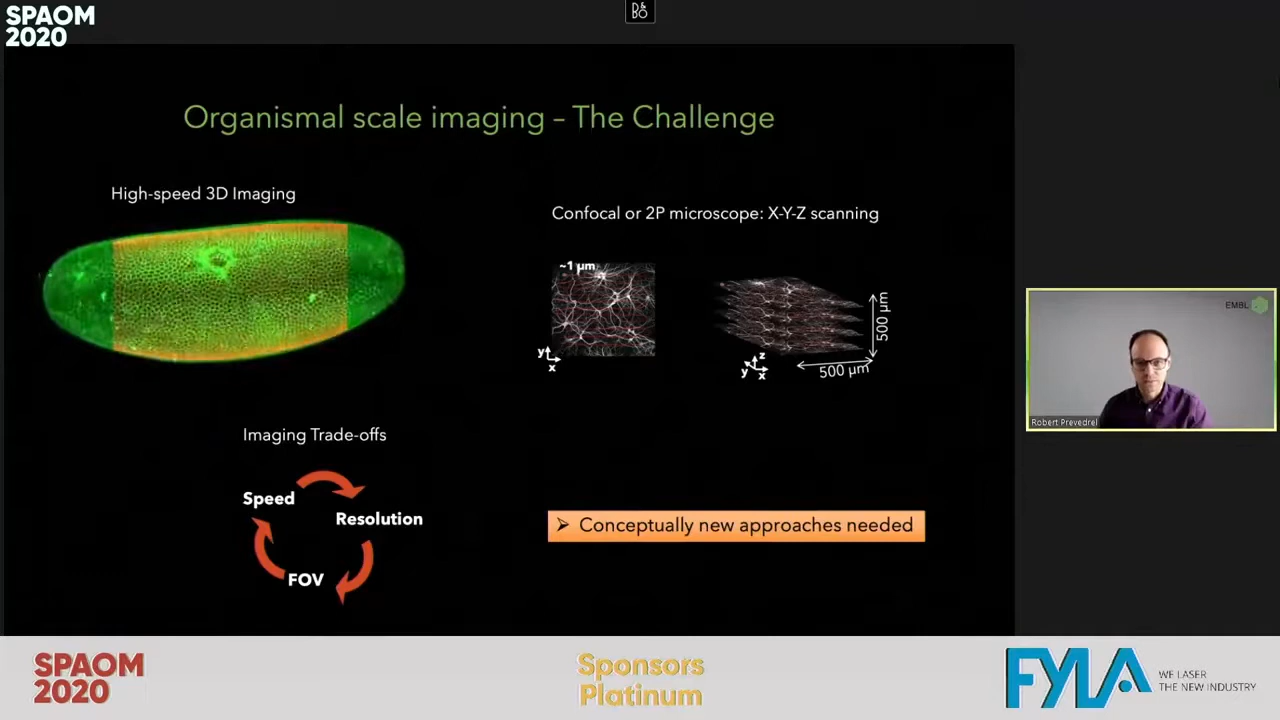 SPAOM
2020
B&O
Organismal scale imaging – The Challenge
High-speed 3D Imaging
Confocal or 2P microscope: X-Y-Z scanning
~1 µm
y
x
z
y
x
500 µm
500 µm
Imaging Trade-offs
Speed
Resolution
FOV
➢ Conceptually new approaches needed
EMBL
Robert Prevedrel
SPAOM
2020
Sponsors
Platinum
FYLA
WE LASER
THE NEW INDUSTRY